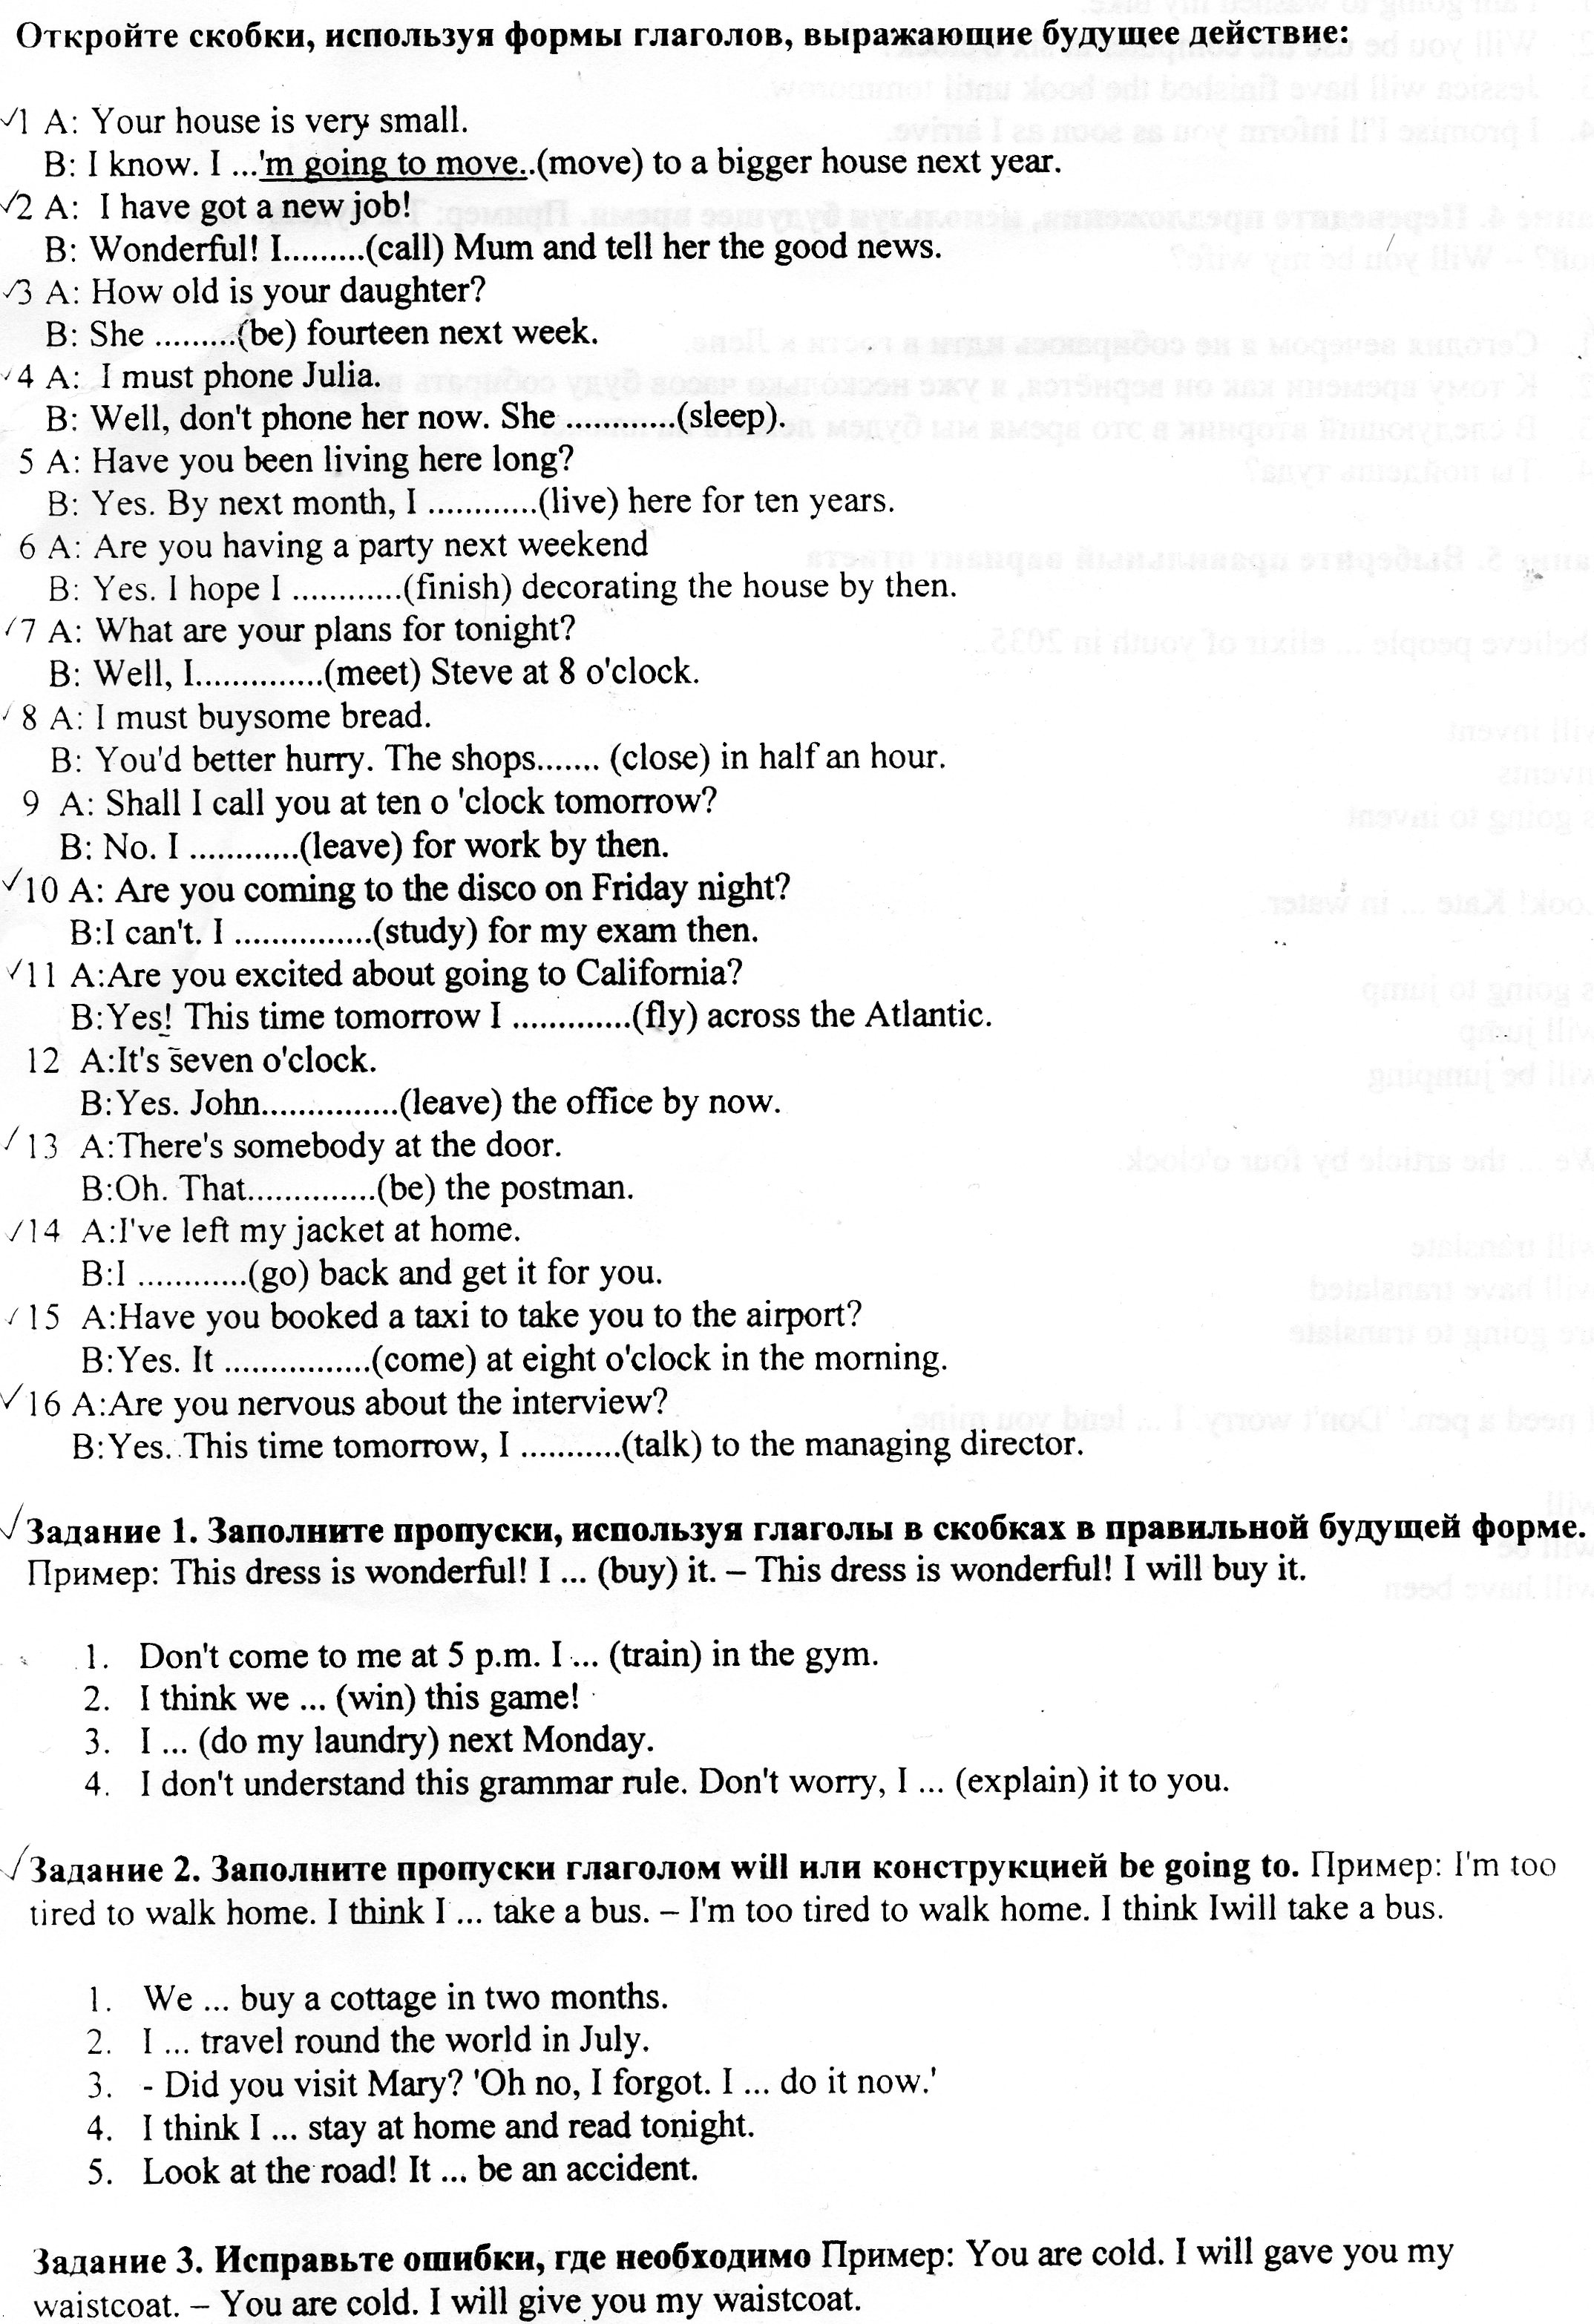 Откройте скобки, используя формы глаголов, выражающие будущее действие:
✓1 A: Your house is very small.
B: I know. I ...'m going to move..(move) to a bigger house next year.
✓2 A: I have got a new job!
B: Wonderful! I.........(call) Mum and tell her the good news.
✓3 A: How old is your daughter?
B: She .........(be) fourteen next week.
✓4 A: I must phone Julia.
B: Well, don't phone her now. She ............(sleep).
5 A: Have you been living here long?
B: Yes. By next month, I ............(live) here for ten years.
6 A: Are you having a party next weekend
B: Yes. I hope I ............(finish) decorating the house by then.
✓7 A: What are your plans for tonight?
B: Well, I..............(meet) Steve at 8 o'clock.
✓8 A: I must buysome bread.
B: You'd better hurry. The shops....... (close) in half an hour.
9 A: Shall I call you at ten o 'clock tomorrow?
B: No. I ............(leave) for work by then.
✓10 A: Are you coming to the disco on Friday night?
B:I can't. I ...............(study) for my exam then.
✓11 A:Are you excited about going to California?
B:Yes! This time tomorrow I .............(fly) across the Atlantic.
12 A:It's seven o'clock.
B:Yes. John...............(leave) the office by now.
✓13 A:There's somebody at the door.
B:Oh. That..............(be) the postman.
✓14 A:I've left my jacket at home.
B:I ............(go) back and get it for you.
✓15 A:Have you booked a taxi to take you to the airport?
B:Yes. It ................(come) at eight o'clock in the morning.
✓16 A:Are you nervous about the interview?
B:Yes. This time tomorrow, I ...........(talk) to the managing director.
✓Задание 1. Заполните пропуски, используя глаголы в скобках в правильной будущей форме.
Пример: This dress is wonderful! I ... (buy) it. – This dress is wonderful! I will buy it.
1. Don't come to me at 5 p.m. I ... (train) in the gym.
2. I think we ... (win) this game!
3. I ... (do my laundry) next Monday.
4. I don't understand this grammar rule. Don't worry, I ... (explain) it to you.
✓Задание 2. Заполните пропуски глаголом will или конструкцией be going to. Пример: I'm too
tired to walk home. I think I ... take a bus. – I'm too tired to walk home. I think Iwill take a bus.
1. We ... buy a cottage in two months.
2. I ... travel round the world in July.
3. - Did you visit Mary? 'Oh no, I forgot. I ... do it now.'
4. I think I ... stay at home and read tonight.
5. Look at the road! It ... be an accident.
Задание 3. Исправьте ошибки, где необходимо Пример: You are cold. I will gave you my
waistcoat. – You are cold. I will give you my waistcoat.